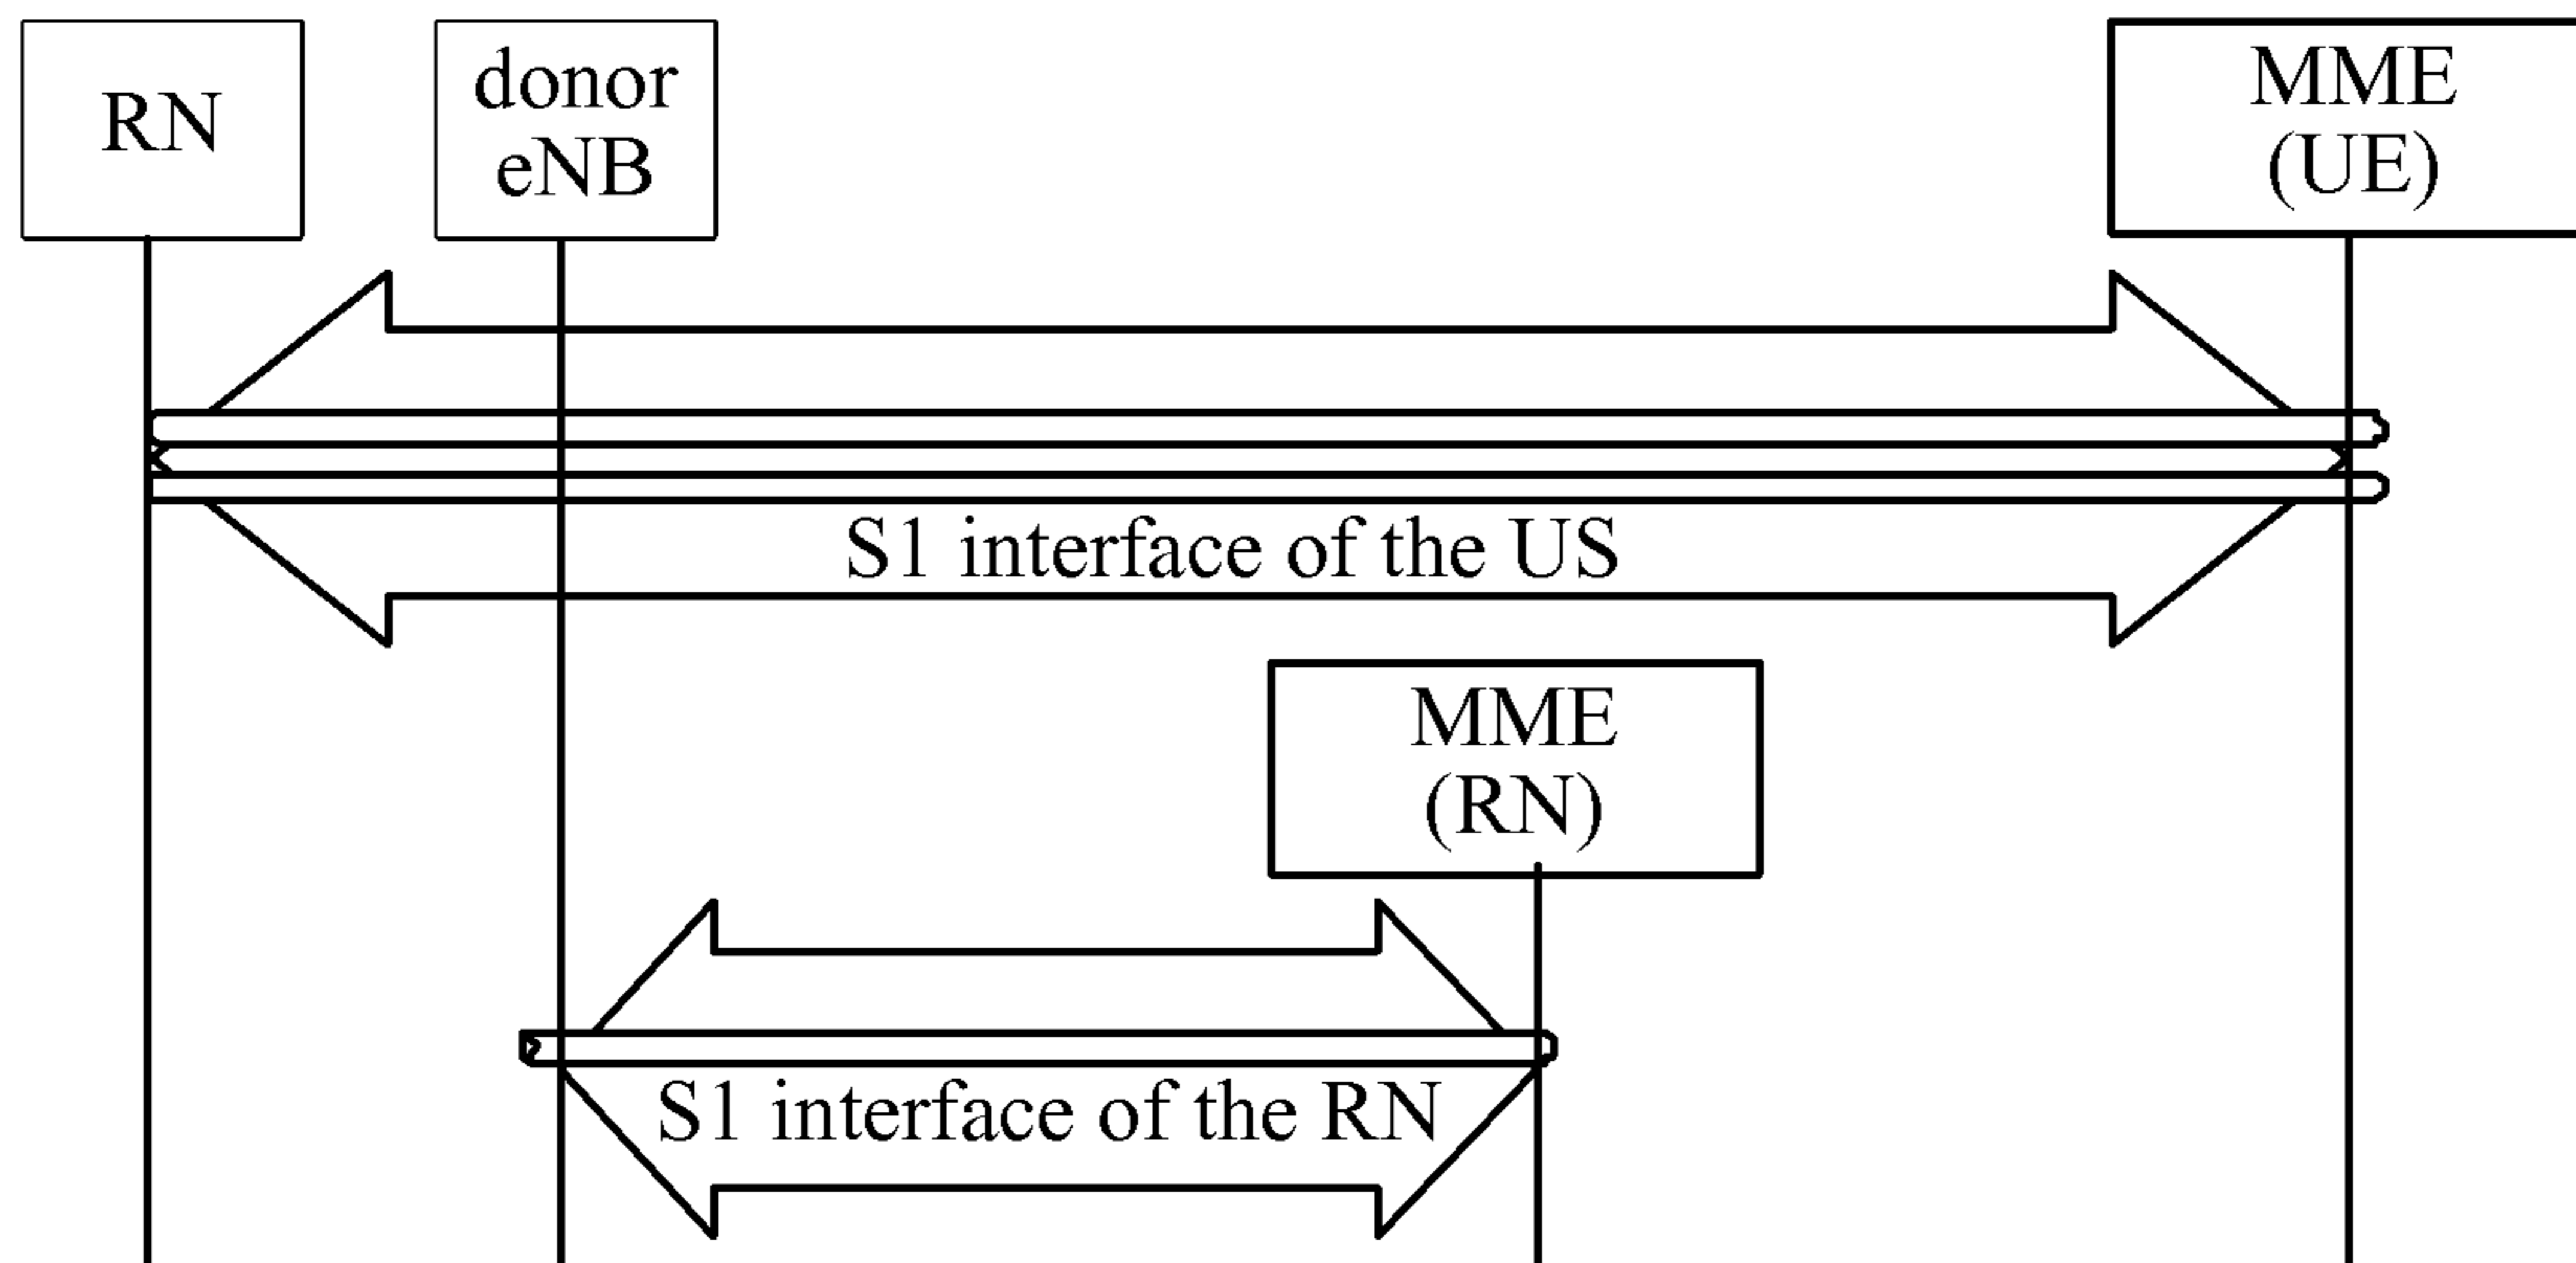 RN
donor
eNB
MME
(UE)
S1 interface of the US
MME
(RN)
S1 interface of the RN